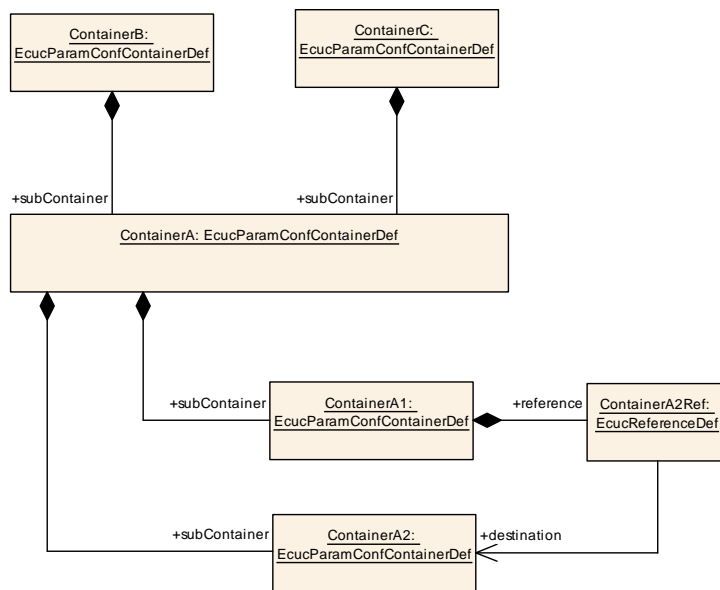 ContainerB:
EcucParamConfContainerDef
ContainerC:
EcucParamConfContainerDef
+subContainer
+subContainer
ContainerA: EcucParamConfContainerDef
+subContainer
ContainerA1:
EcucParamConfContainerDef
+reference
ContainerA2Ref:
EcucReferenceDef
+subContainer
ContainerA2:
EcucParamConfContainerDef
+destination